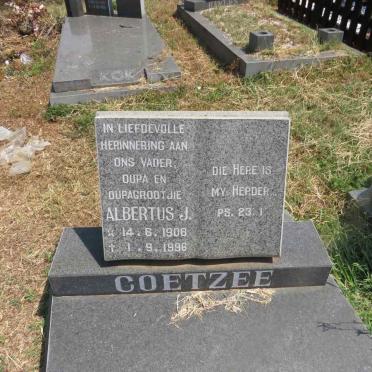 KOK
IN LIEFDEVOLLE
HERINNERING AAN
ONS VADER,
OUPA EN
OUPAGROOTJIE
ALBERTUS J.
* 14.6.1906
† 1.9.1996
DIE HERE IS
MY HERDER...
PS. 23:1
COETZEE